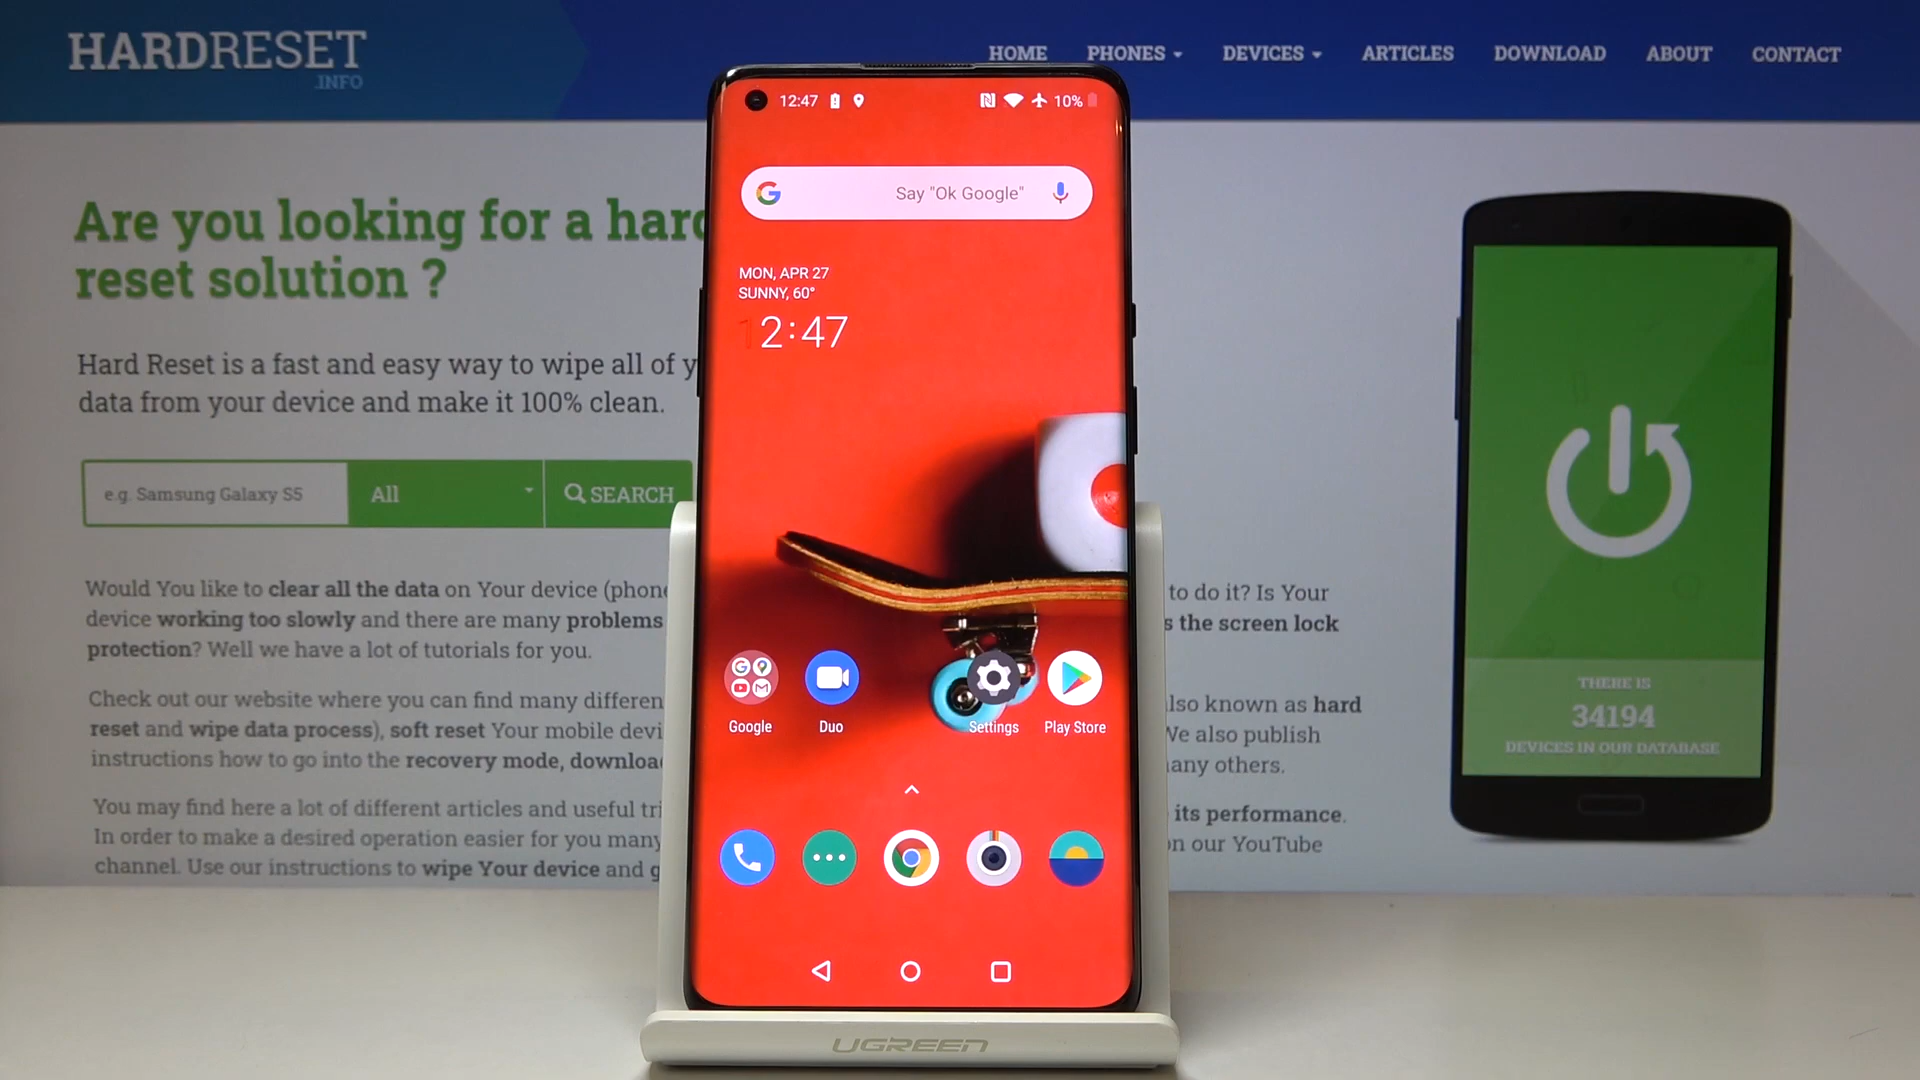 HARDRESET
.INFO
HOME PHONES DEVICES ARTICLES DOWNLOAD ABOUT CONTACT
Are you looking for a hard
reset solution ?
Hard Reset is a fast and easy way to wipe all of y
data from your device and make it 100% clean.
e.g. Samsung Galaxy S5 All SEARCH
Would You like to clear all the data on Your device (phone
device working too slowly and there are many problems
protection? Well we have a lot of tutorials for you.
Check out our website where you can find many differen
reset and wipe data process), soft reset Your mobile devi
instructions how to go into the recovery mode, downloa
You may find here a lot of different articles and useful tri
In order to make a desired operation easier for you many
channel. Use our instructions to wipe Your device and g
12:47 10%
Say "Ok Google"
MON, APR 27
SUNNY, 60°
12:47
Google Duo Settings Play Store
UGREEN
to do it? Is Your
s the screen lock
lso known as hard
We also publish
any others.
its performance.
n our YouTube
THERE IS
34194
DEVICES IN OUR DATABASE